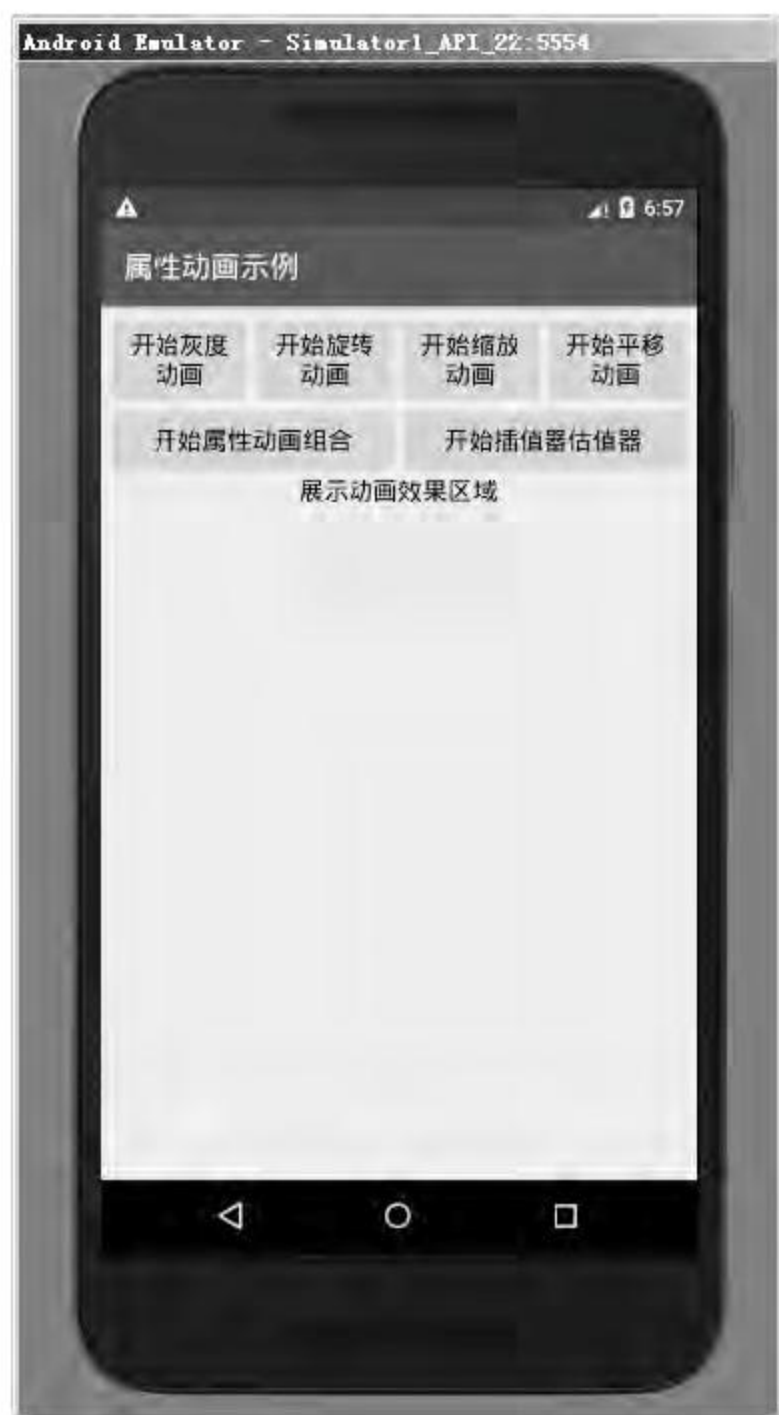 Android Emulator - Simulator1_API_22:5554
6:57
属性动画示例
开始灰度
动画
开始旋转
动画
开始缩放
动画
开始平移
动画
开始属性动画组合
开始插值器估值器
展示动画效果区域